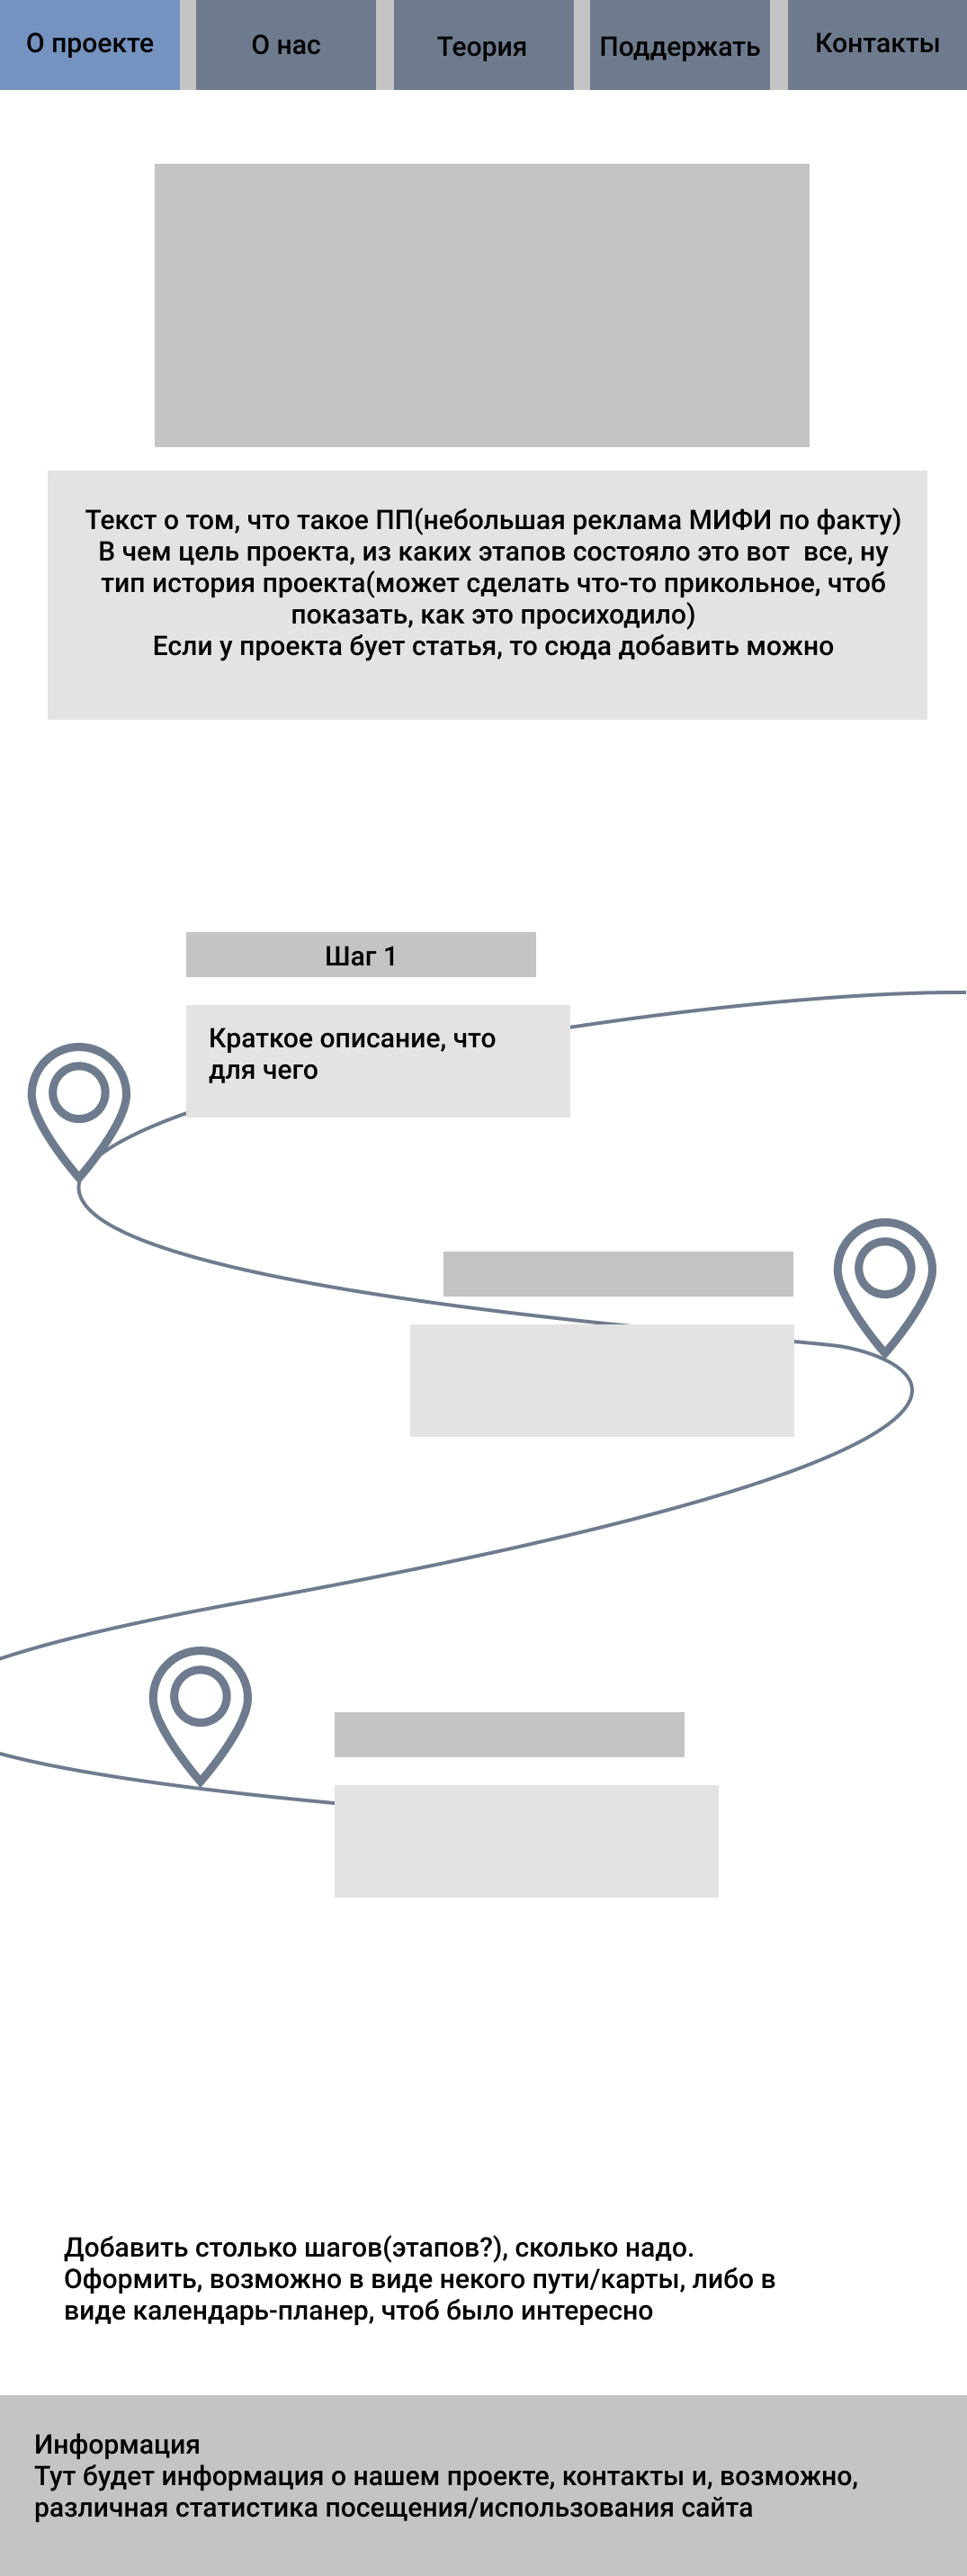 О проекте
О нас
Теория
Поддержать
Контакты
Текст о том, что такое ПП(небольшая реклама МИФИ по факту)
В чем цель проекта, из каких этапов состояло это вот  все, ну
тип история проекта(может сделать что-то прикольное, чтоб
показать, как это просиходило)
Если у проекта бует статья, то сюда добавить можно
Шаг 1
Краткое описание, что
для чего
Добавить столько шагов(этапов?), сколько надо.
Оформить, возможно в виде некого пути/карты, либо в
виде календарь-планер, чтоб было интересно
Информация
Тут будет информация о нашем проекте, контакты и, возможно,
различная статистика посещения/использования сайта